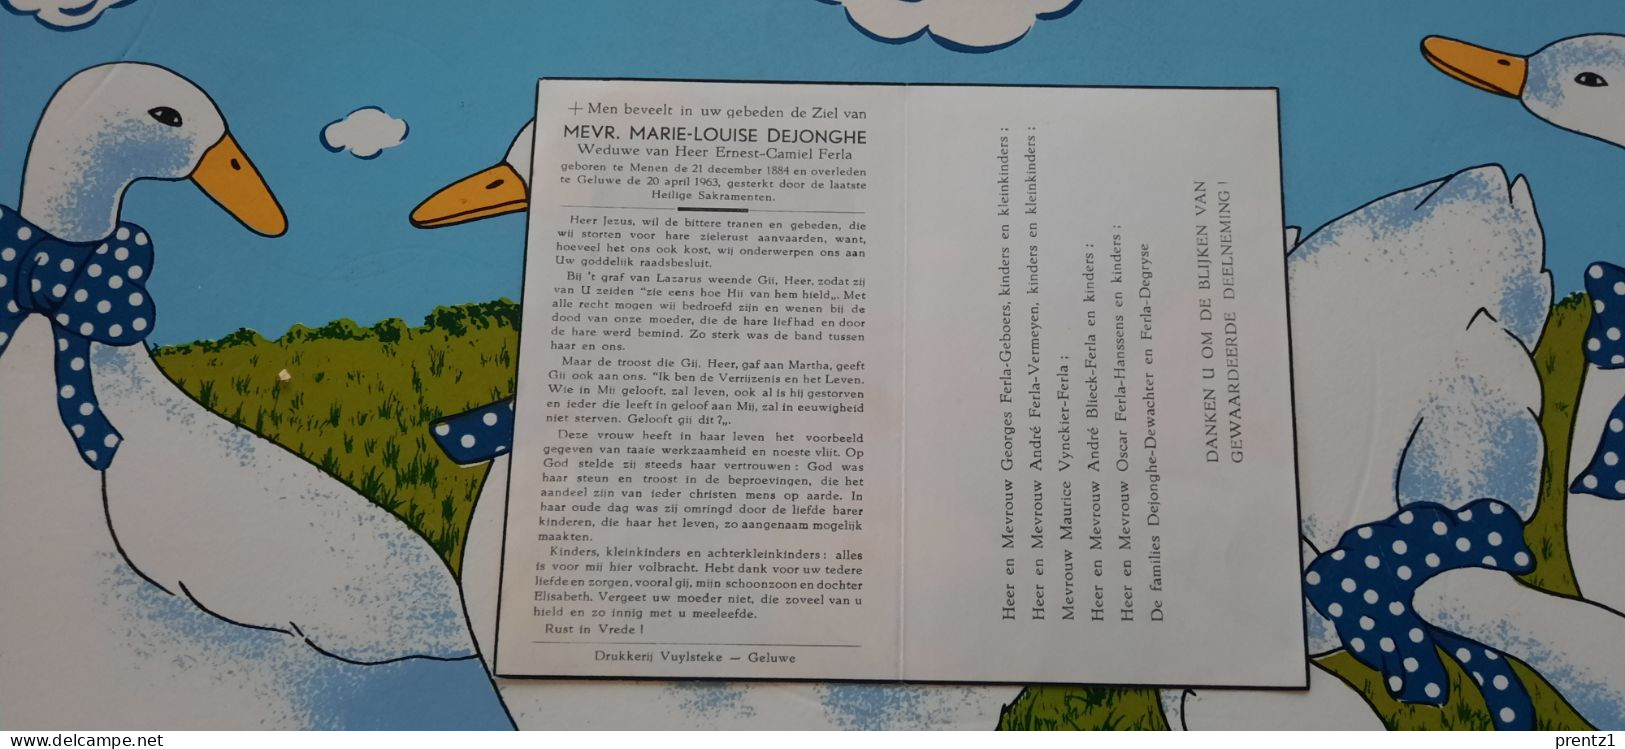 + Men beveelt in uw gebeden de Ziel van
MEVR. MARIE-LOUISE DEJONGHE
Weduwe van Heer Ernest-Camiel Ferla
geboren te Menen de 21 december 1884 en overleden
te Geluwe de 20 april 1963, gesterkt door de laatste
Heilige Sakramenten.
Heer Jezus, wil de bittere tranen en gebeden, die
wij storten voor hare zielerust aanvaarden, want,
hoeveel het ons ook kost, wij onderwerpen ons aan
Uw goddelijk raadsbesluit.
Bij 't graf van Lazarus weende Gij, Heer, zodat zij
van U zeiden "zie eens hoe Hij van hem hield„. Met
alle recht mogen wij bedroefd zijn en wenen bij de
dood van onze moeder, die de hare liefhad en door
de hare werd bemind. Zo sterk was de band tussen
haar en ons.
Maar de troost die Gij, Heer, gaf aan Martha, geeft
Gij ook aan ons. "Ik ben de Verrijzenis en het Leven.
Wie in Mij gelooft, zal leven, ook al is hij gestorven
en ieder die leeft in geloof aan Mij, zal in eeuwigheid
niet sterven. Gelooft gij dit?„.
Deze vrouw heeft in haar leven het voorbeeld
gegeven van taaie werkzaamheid en noeste vlijt. Op
God stelde zij steeds haar vertrouwen: God was
haar steun en troost in de beproevingen, die het
aandeel zijn van ieder christen mens op aarde. In
haar oude dag was zij omringd door de liefde harer
kinderen, die haar het leven, zo aangenaam mogelijk
maakten.
Kinders, kleinkinders en achterkleinkinders: alles
is voor mij hier volbracht. Hebt dank voor uw tedere
liefde en zorgen, vooral gij, mijn schoonzoon en dochter
Elisabeth. Vergeet uw moeder niet, die zoveel van u
hield en zo innig met u meeleefde.
Rust in Vrede!
Drukkerij Vuylsteke — Geluwe
Heer en Mevrouw Georges Ferla-Geboers, kinders en kleinkinders;
Heer en Mevrouw André Ferla-Vermeyen, kinders en kleinkinders;
Mevrouw Maurice Vynckier-Ferla;
Heer en Mevrouw André Blieck-Ferla en kinders;
Heer en Mevrouw Oscar Ferla-Hanssens en kinders;
De families Dejonghe-Dewachter en Ferla-Degryse
DANKEN U OM DE BLIJKEN VAN
GEWAARDEERDE DEELNEMING!
www.delcampe.net
prentz1